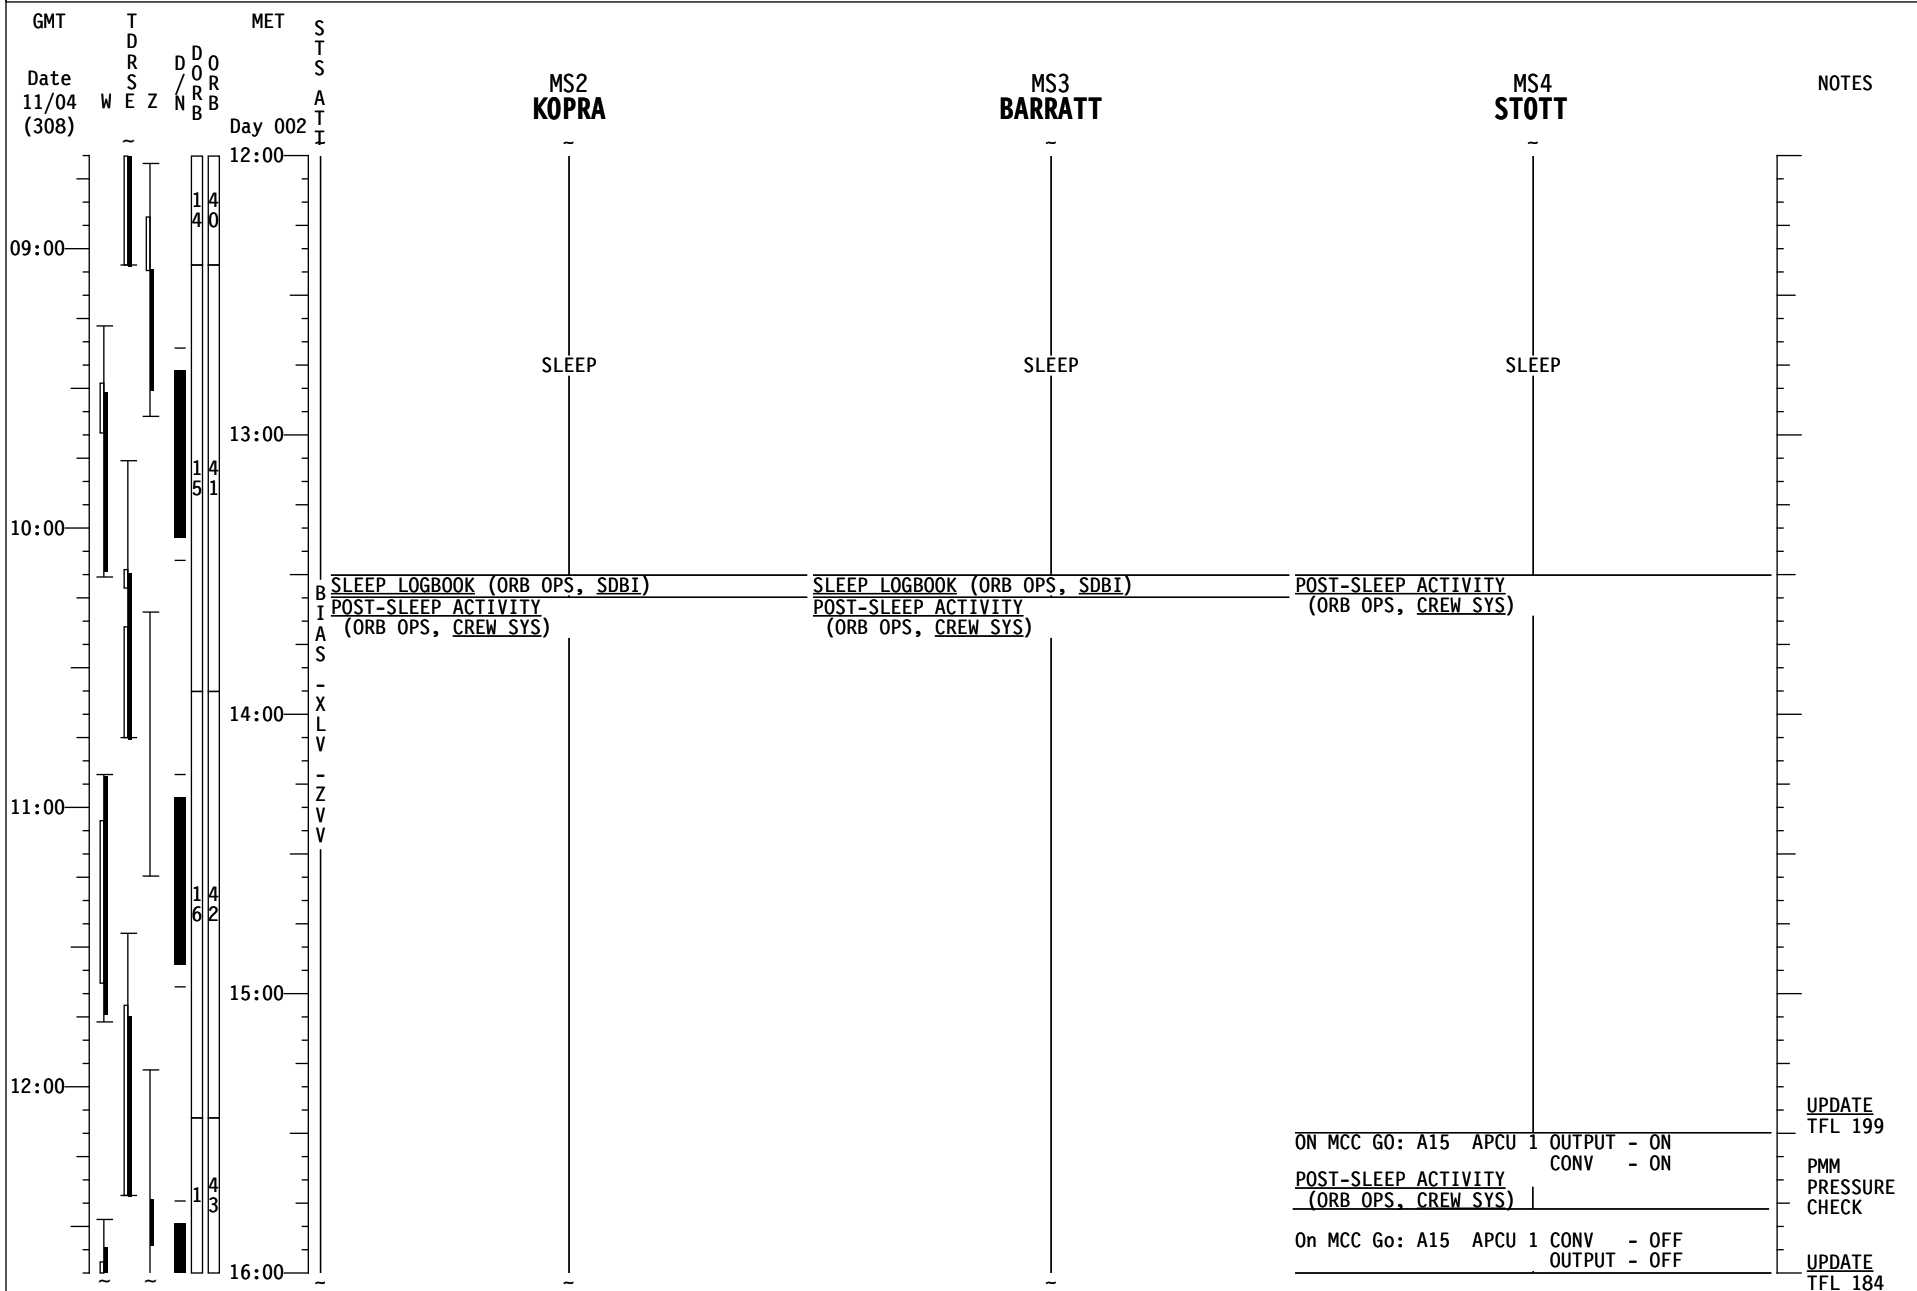 GMT
Date
11/04
(308)
TDRS
W E Z
D/N
DORB
ORB
MET
Day 002
STS ATT
MS2
KOPRA
MS3
BARRATT
MS4
STOTT
NOTES
~ ~ ~ ~
12:00
14 40
09:00
SLEEP SLEEP SLEEP
13:00
15 41
10:00
SLEEP LOGBOOK (ORB OPS, SDBI)
POST-SLEEP ACTIVITY
(ORB OPS, CREW SYS)
SLEEP LOGBOOK (ORB OPS, SDBI)
POST-SLEEP ACTIVITY
(ORB OPS, CREW SYS)
POST-SLEEP ACTIVITY
(ORB OPS, CREW SYS)
BIAS -XLV -ZVV
14:00
11:00
16 42
15:00
12:00
1 43
ON MCC GO: A15 APCU 1 OUTPUT - ON
CONV - ON
POST-SLEEP ACTIVITY
(ORB OPS, CREW SYS)
On MCC Go: A15 APCU 1 CONV - OFF
OUTPUT - OFF
UPDATE
TFL 199
PMM
PRESSURE
CHECK
UPDATE
TFL 184
16:00
~ ~ ~ ~ ~